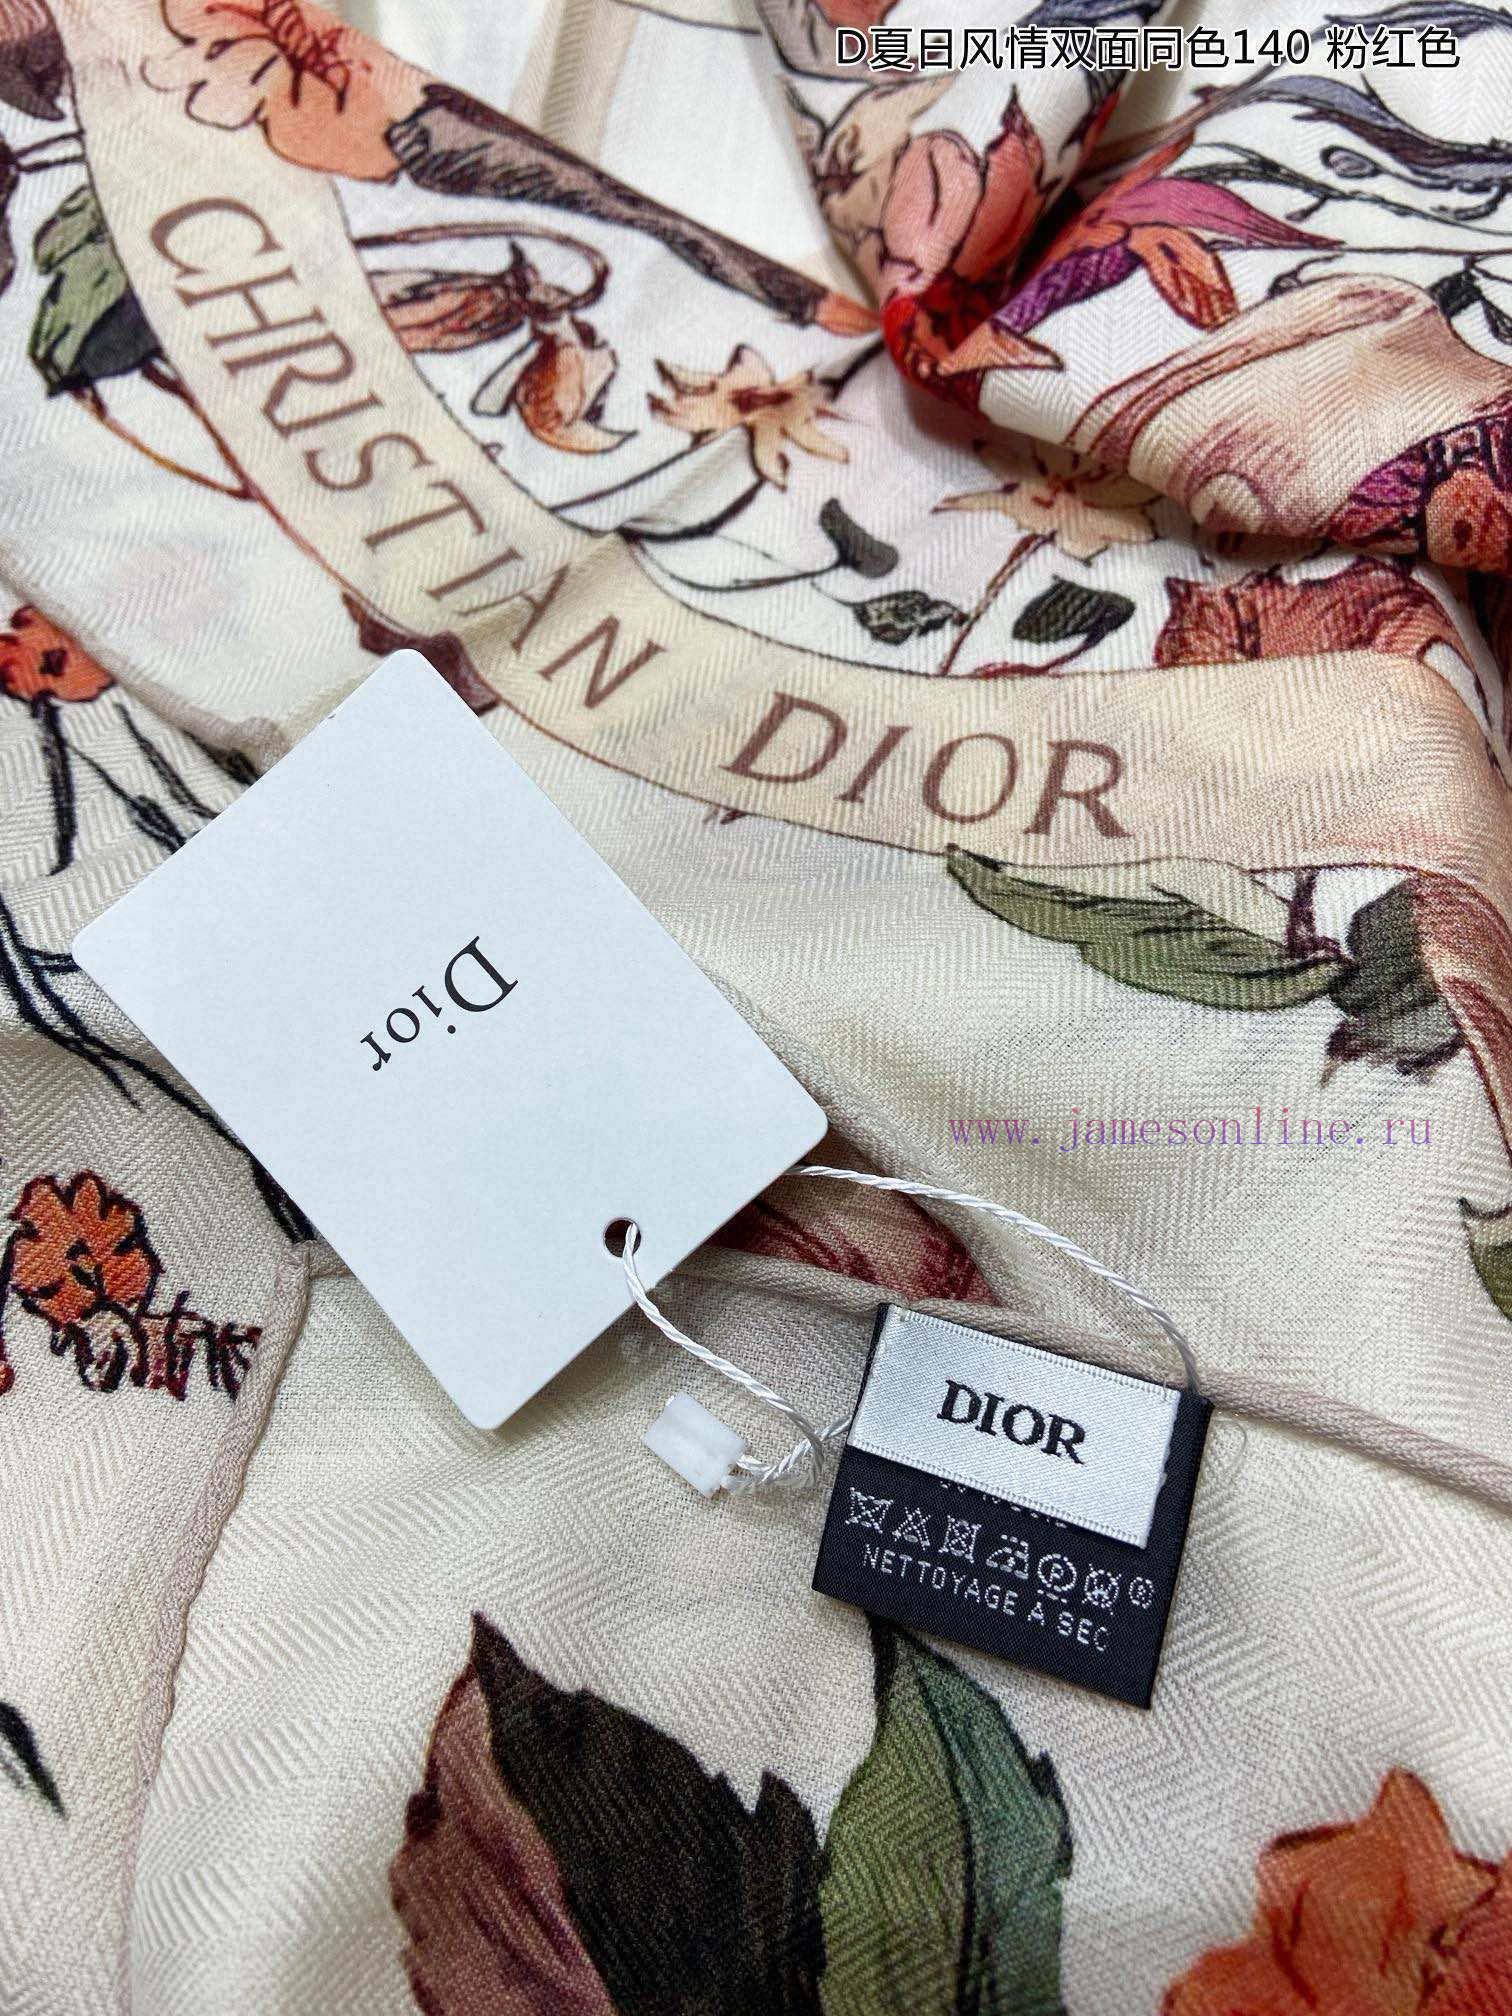 D夏日风情双面同色140 粉红色
CHRISTIAN DIOR
Dior
www.jamesonline.ru
DIOR
NETTOYAGE A SEC